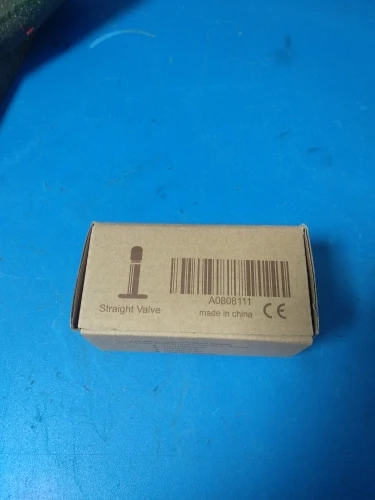 A0808111
Straight Valve
made in china CE